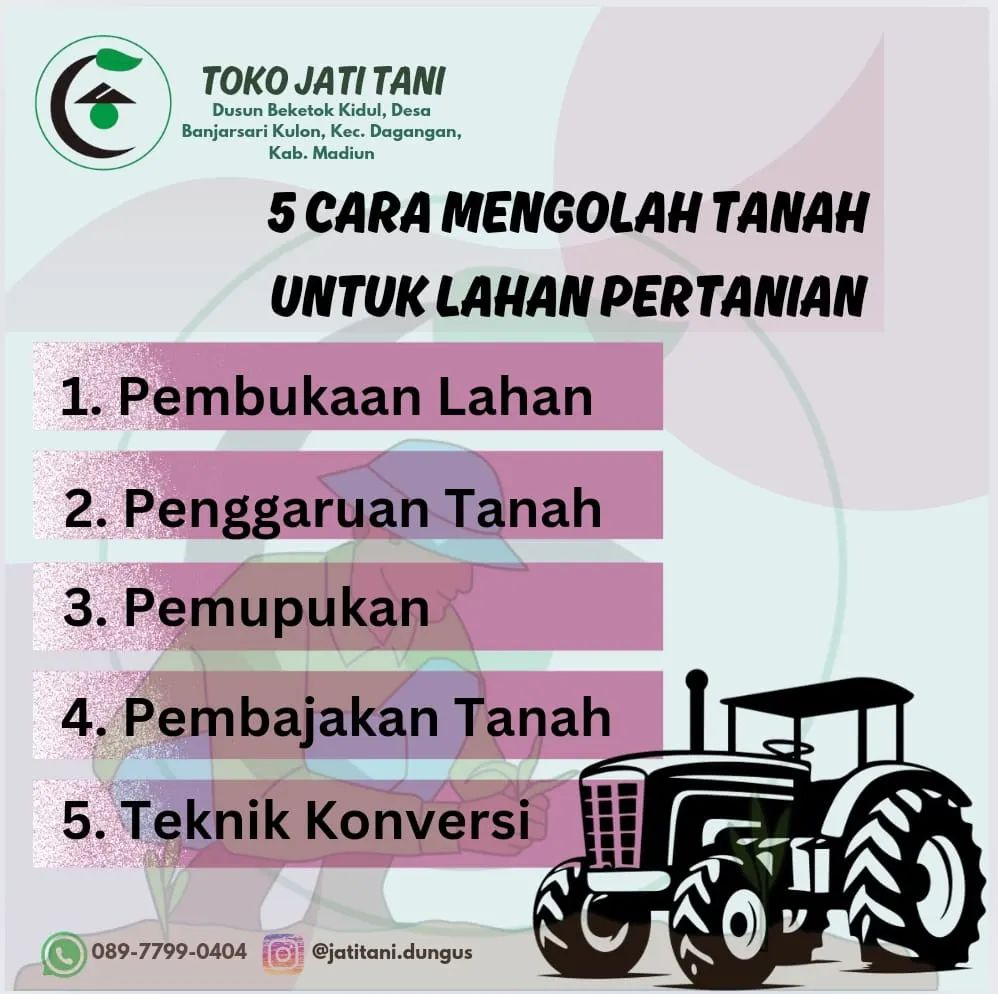 TOKO JATI TANI
Dusun Beketok Kidul, Desa
Banjarsari Kulon, Kec. Dagangan,
Kab. Madiun
5 CARA MENGOLAH TANAH
UNTUK LAHAN PERTANIAN
1. Pembukaan Lahan
2. Penggaruan Tanah
3. Pemupukan
4. Pembajakan Tanah
5. Teknik Konversi
089-7799-0404 @jatitani.dungus